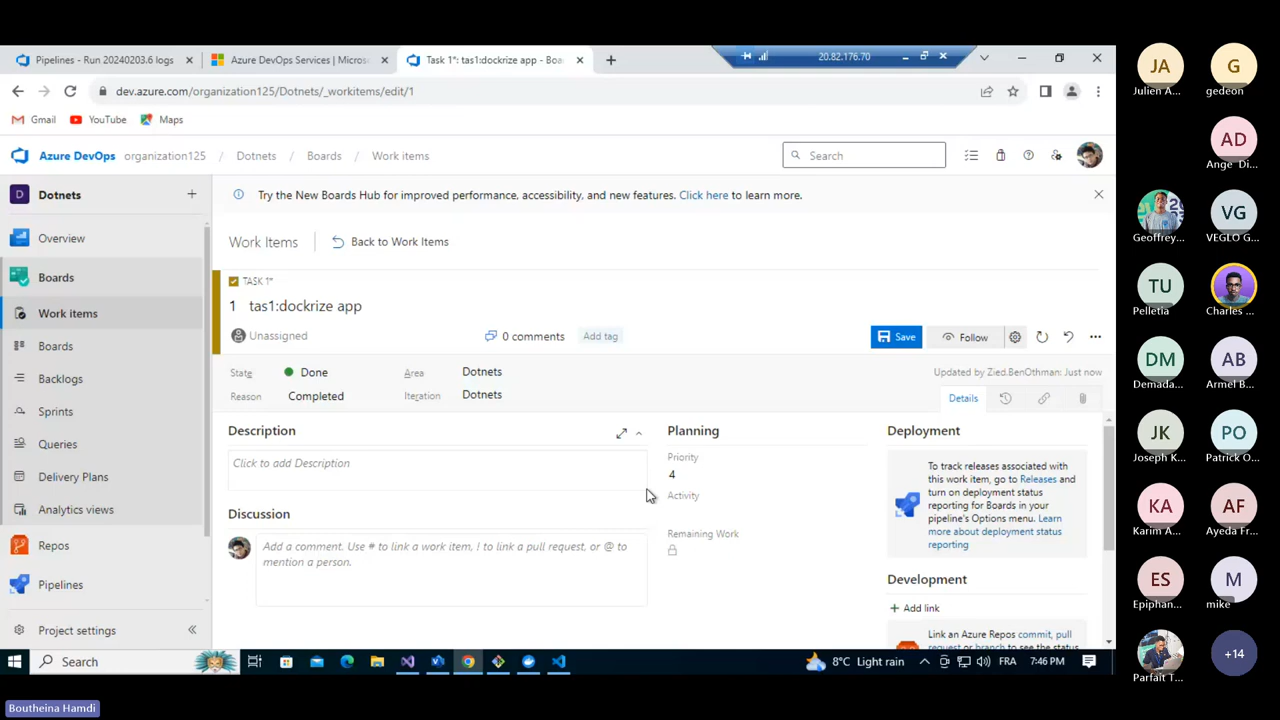 Pipelines - Run 20240203.6 logs
Azure DevOps Services | Micros
Task 1*: tas1:dockrize app - Boa
20.82.176.70
dev.azure.com/organization125/Dotnets/_workitems/edit/1
Gmail
YouTube
Maps
Azure DevOps
organization125
/
Dotnets
/
Boards
/
Work items
Search
D
Dotnets
Overview
Boards
Work items
Boards
Backlogs
Sprints
Queries
Delivery Plans
Analytics views
Repos
Pipelines
Project settings
Try the New Boards Hub for improved performance, accessibility, and new features. Click here to learn more.
Work Items
Back to Work Items
TASK 1*
1 tas1:dockrize app
Unassigned
0 comments
Add tag
Save
Follow
State
Done
Area
Dotnets
Updated by Zied.BenOthman: Just now
Reason
Completed
Iteration
Dotnets
Details
Description
Click to add Description
Discussion
Add a comment. Use # to link a work item, ! to link a pull request, or @ to
mention a person.
Planning
Priority
4
Activity
Remaining Work
Deployment
To track releases associated with
this work item, go to Releases and
turn on deployment status
reporting for Boards in your
pipeline's Options menu. Learn
more about deployment status
reporting
Development
Add link
Link an Azure Repos commit, pull
request or branch to see the status
Search
8°C Light rain
FRA
7:46 PM
JA
Julien A...
G
gedeon
AD
Ange Di...
Geoffrey...
VG
VEGLO G...
TU
Pelletia
Charles ...
DM
Demada...
AB
Armel B...
JK
Joseph K...
PO
Patrick O...
KA
Karim A...
AF
Ayeda Fr...
ES
Epiphan...
M
mike
Parfait T...
+14
Boutheina Hamdi